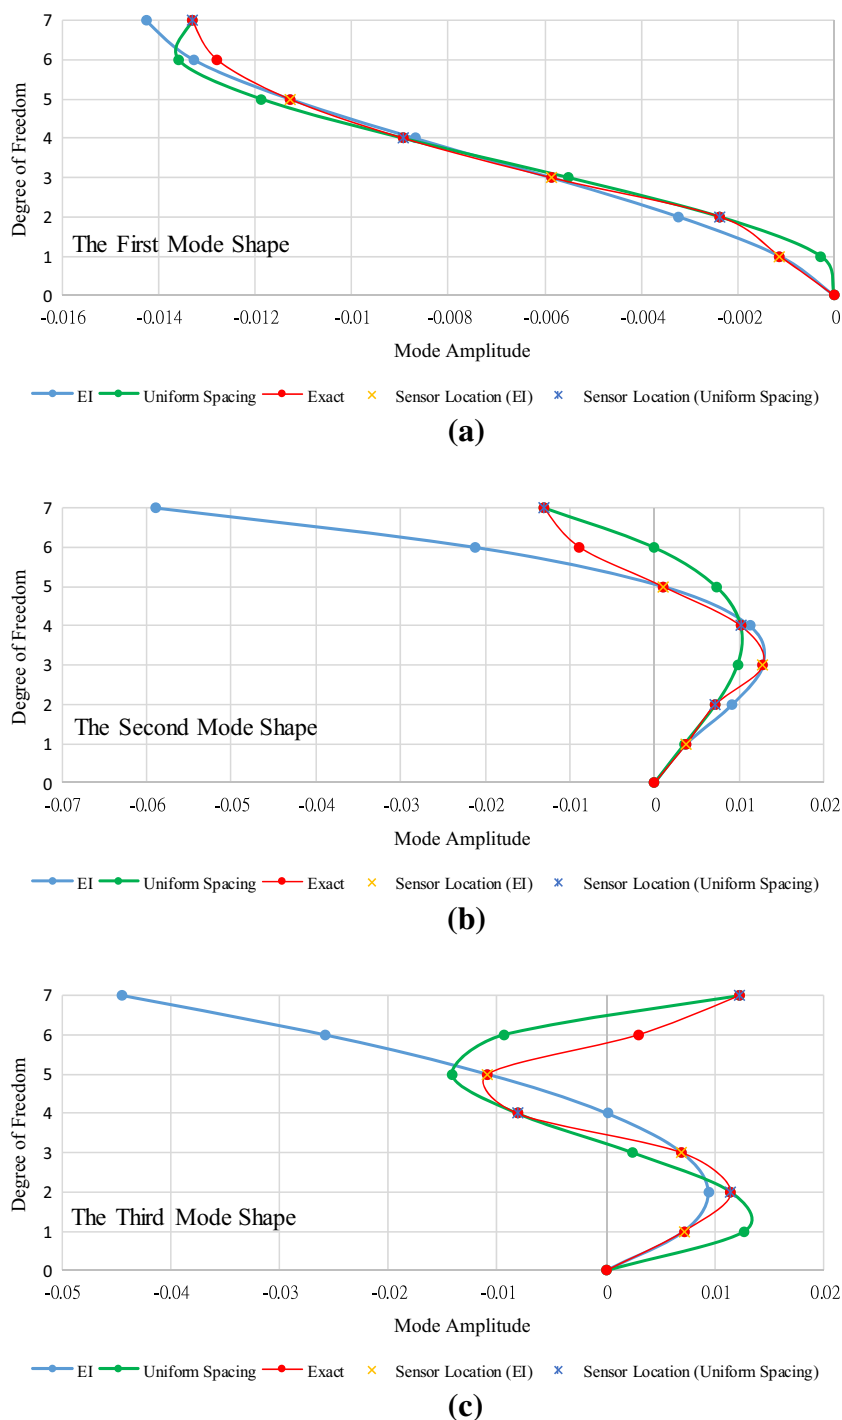 7
6
5
4
3
2
1
0
Degree of Freedom
The First Mode Shape
-0.016 -0.014 -0.012 -0.01 -0.008 -0.006 -0.004 -0.002 0
Mode Amplitude
EI Uniform Spacing Exact Sensor Location (EI) Sensor Location (Uniform Spacing)
(a)
7
6
5
4
3
2
1
0
Degree of Freedom
The Second Mode Shape
-0.07 -0.06 -0.05 -0.04 -0.03 -0.02 -0.01 0 0.01 0.02
Mode Amplitude
EI Uniform Spacing Exact Sensor Location (EI) Sensor Location (Uniform Spacing)
(b)
7
6
5
4
3
2
1
0
Degree of Freedom
The Third Mode Shape
-0.05 -0.04 -0.03 -0.02 -0.01 0 0.01 0.02
Mode Amplitude
EI Uniform Spacing Exact Sensor Location (EI) Sensor Location (Uniform Spacing)
(c)